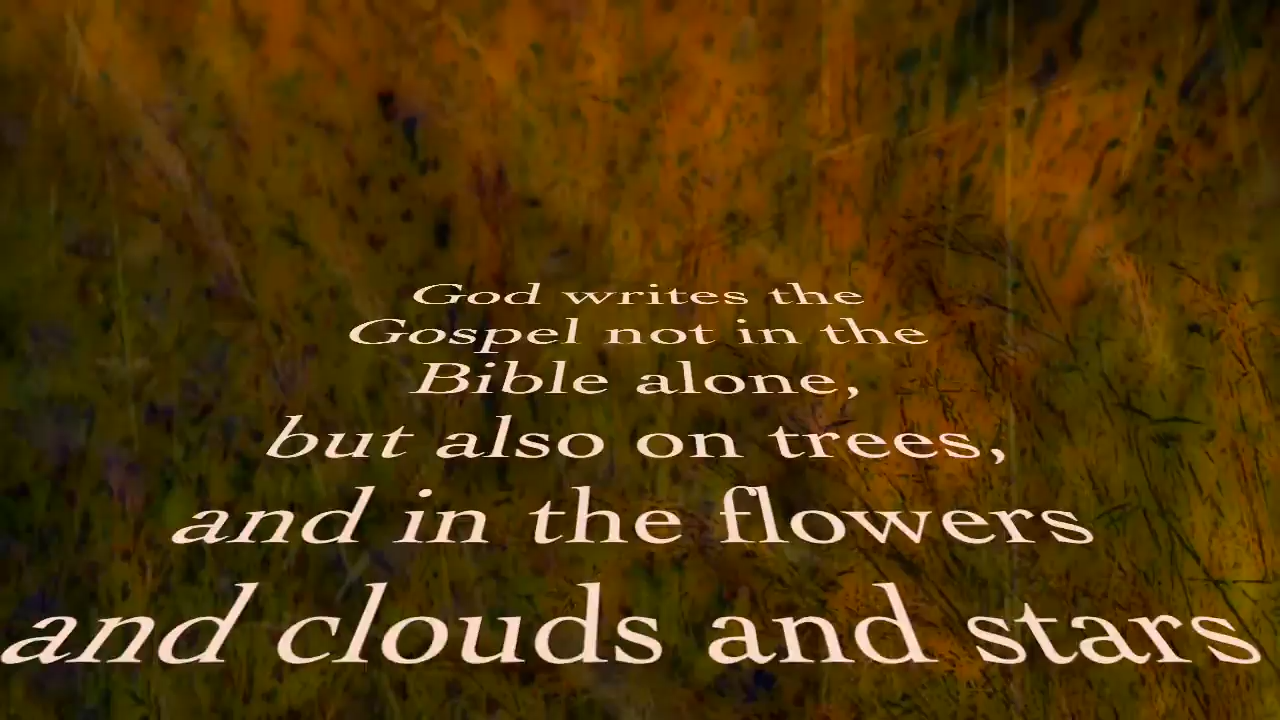 God writes the
Gospel not in the
Bible alone,
but also on trees,
and in the flowers
and clouds and stars